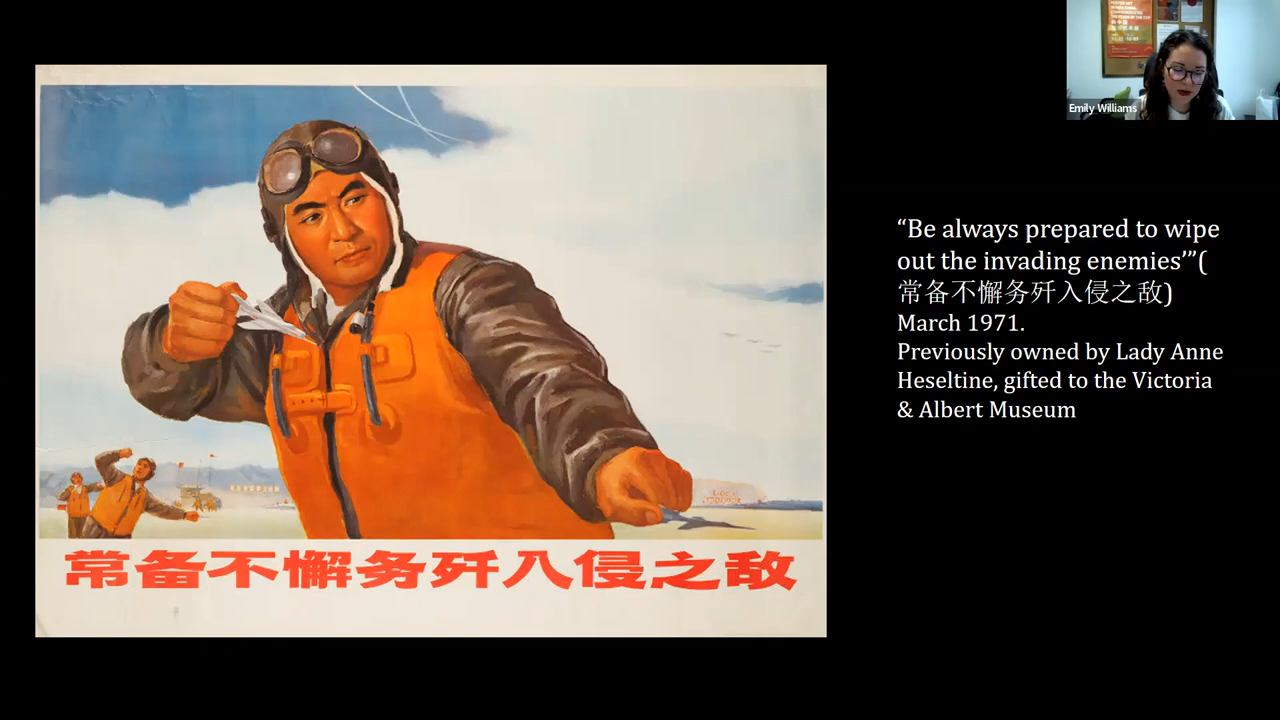 Emily Williams
“Be always prepared to wipe
out the invading enemies’”(
常备不懈务歼入侵之敌)
March 1971.
Previously owned by Lady Anne
Heseltine, gifted to the Victoria
& Albert Museum
常备不懈务歼入侵之敌